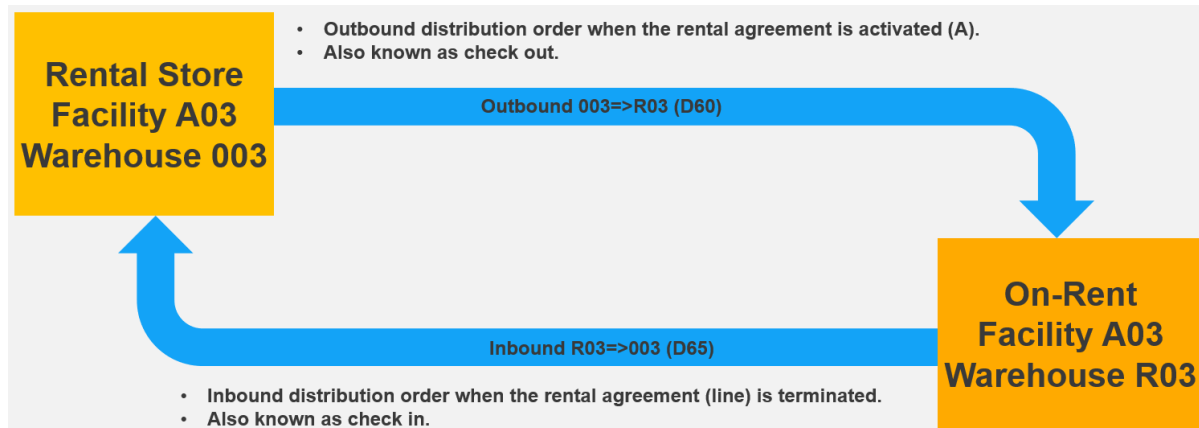 • Outbound distribution order when the rental agreement is activated (A).
• Also known as check out.
Rental Store
Facility A03
Warehouse 003
Outbound 003=>R03 (D60)
On-Rent
Facility A03
Warehouse R03
Inbound R03=>003 (D65)
• Inbound distribution order when the rental agreement (line) is terminated.
• Also known as check in.